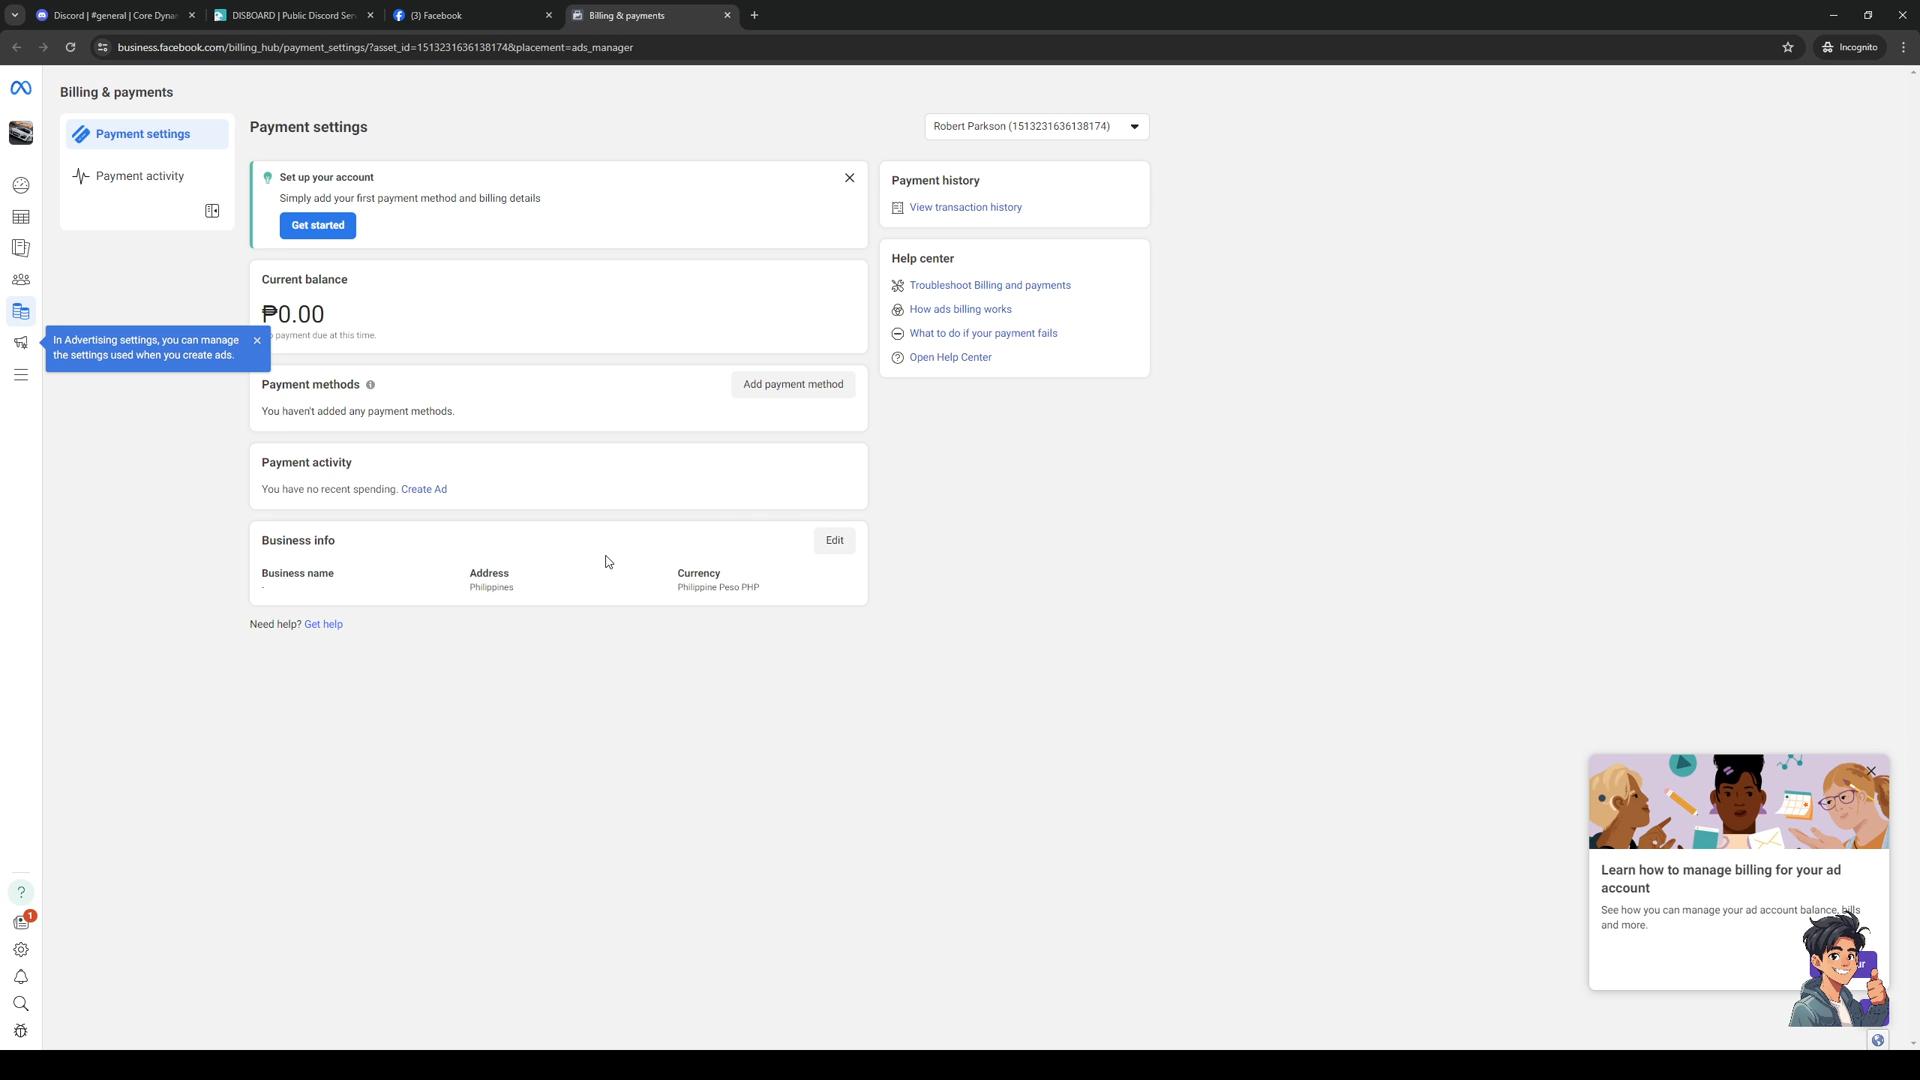 Discord | #general | Core Dynam
DISBOARD | Public Discord Ser
(3) Facebook
Billing & payments
business.facebook.com/billing_hub/payment_settings/?asset_id=1513231636138174&placement=ads_manager
Incognito
Billing & payments
Payment settings
Payment activity
Payment settings
Robert Parkson (1513231636138174)
Set up your account
Simply add your first payment method and billing details
Get started
Payment history
View transaction history
Help center
Troubleshoot Billing and payments
How ads billing works
What to do if your payment fails
Open Help Center
Current balance
₱0.00
payment due at this time.
In Advertising settings, you can manage
the settings used when you create ads.
Payment methods
Add payment method
You haven't added any payment methods.
Payment activity
You have no recent spending. Create Ad
Business info
Edit
Business name
Address
Currency
-
Philippines
Philippine Peso PHP
Need help? Get help
1
Learn how to manage billing for your ad
account
See how you can manage your ad account balance, bills
and more.